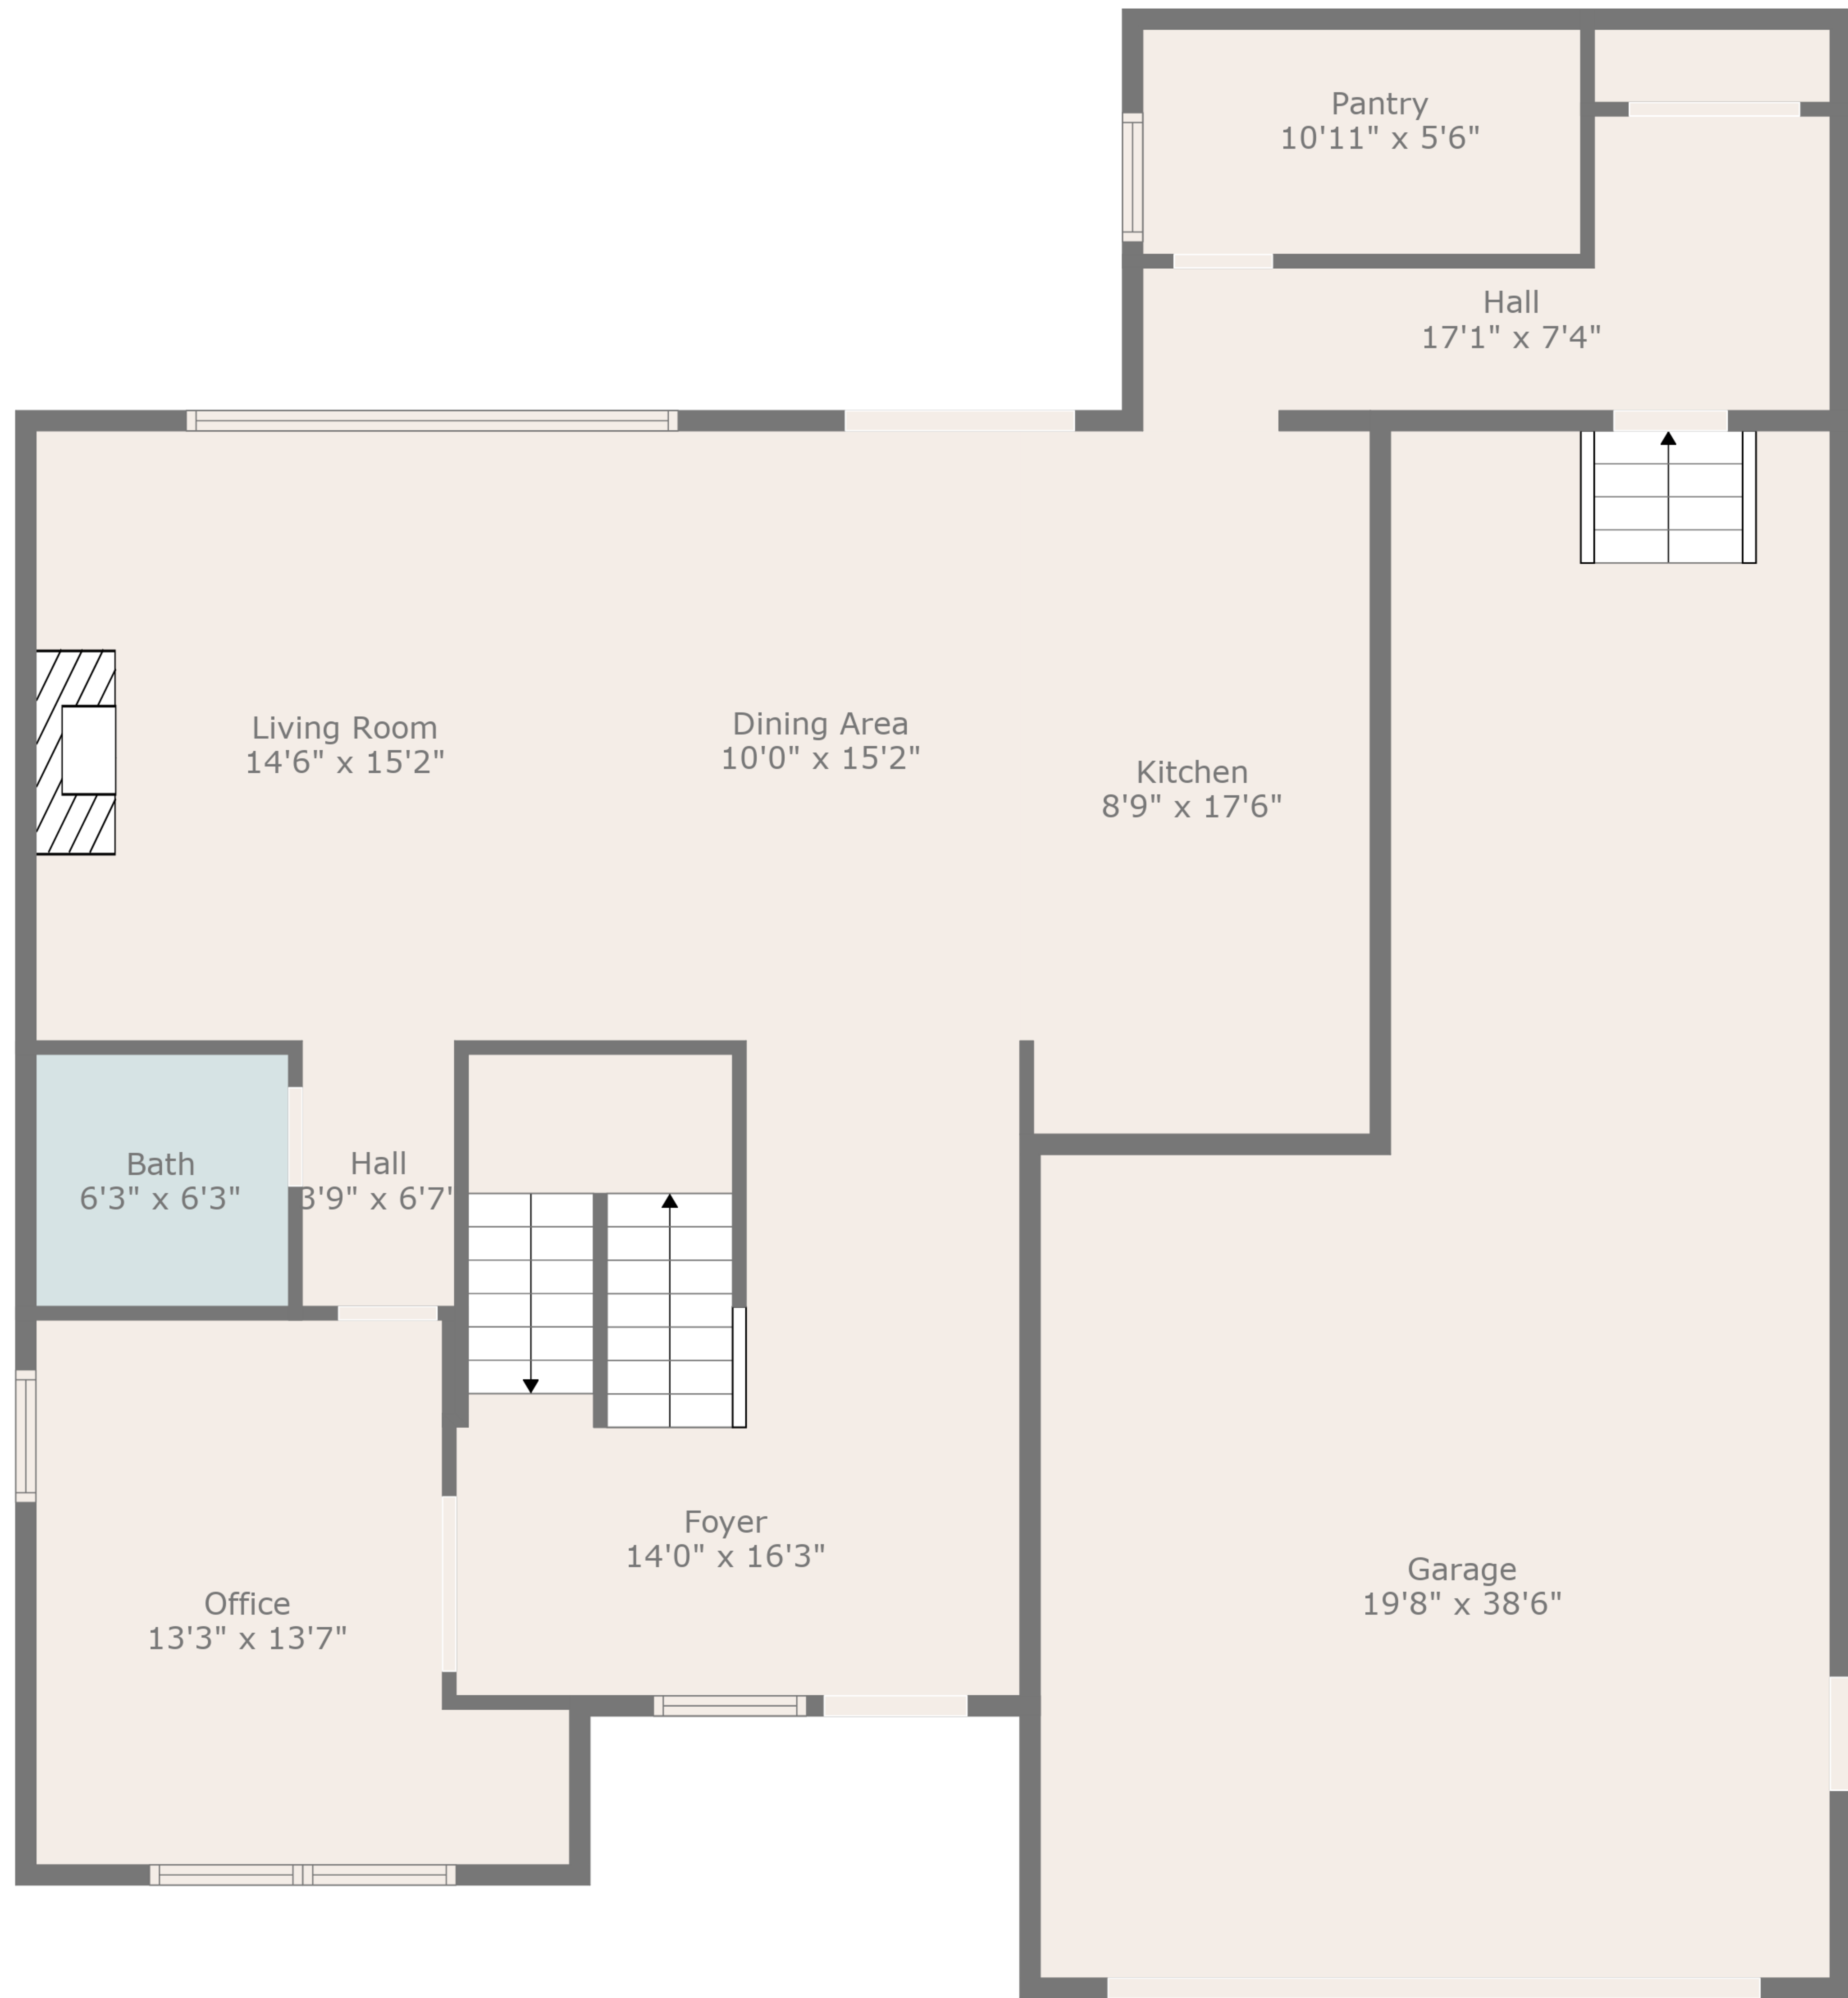 Pantry
10'11" x 5'6"
Hall
17'1" x 7'4"
Living Room
14'6" x 15'2"
Dining Area
10'0" x 15'2"
Kitchen
8'9" x 17'6"
Bath
6'3" x 6'3"
Hall
3'9" x 6'7"
Foyer
14'0" x 16'3"
Office
13'3" x 13'7"
Garage
19'8" x 38'6"